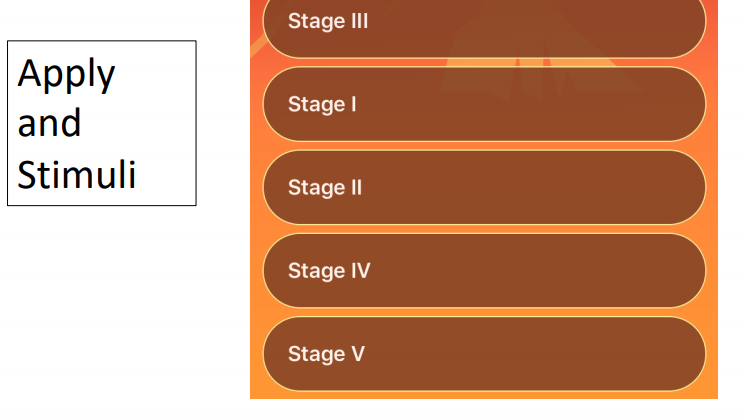 Apply
and
Stimuli
Stage III
Stage I
Stage II
Stage IV
Stage V